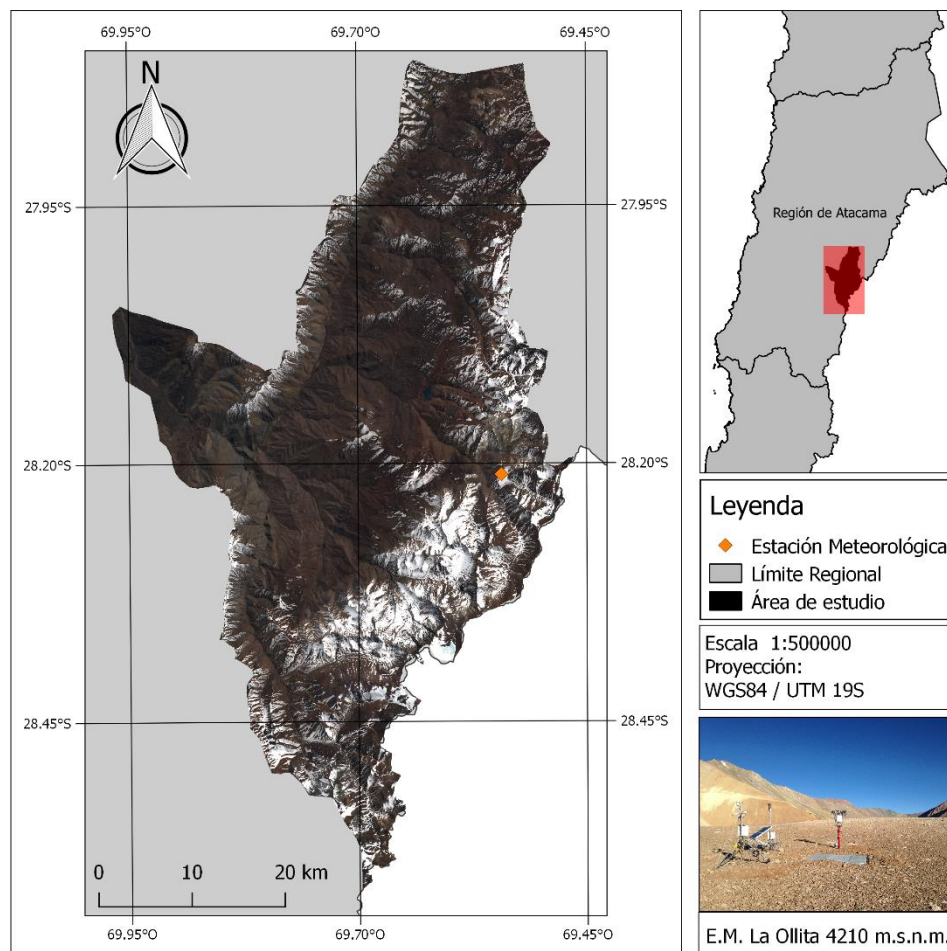 69.95°O 69.70°O 69.45°O
N
27.95°S 27.95°S
Región de Atacama
28.20°S 28.20°S
Leyenda
Estación Meteorológica
Límite Regional
Área de estudio
Escala 1:500000
Proyección:
WGS84 / UTM 19S
28.45°S 28.45°S
0 10 20 km
69.95°O 69.70°O 69.45°O
E.M. La Ollita 4210 m.s.n.m.